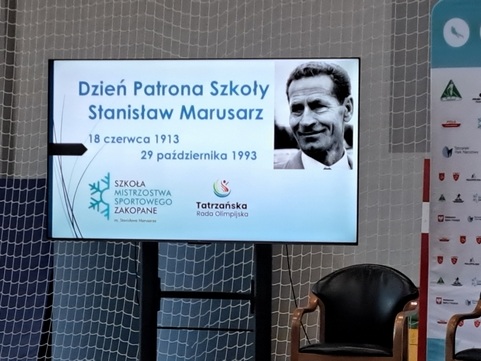 Dzień Patrona Szkoły
Stanisław Marusarz
18 czerwca 1913
29 października 1993
SZKOŁA
MISTRZOSTWA
SPORTOWEGO
ZAKOPANE
Tatrzańska
Rada Olimpijska